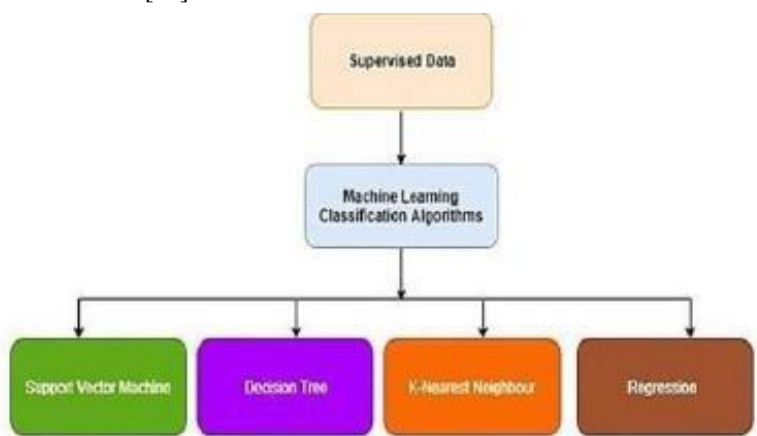 Supervised Data
Machine Learning
Classification Algorithms
Support Vector Machine
Decision Tree
K-Nearest Neighbour
Regression